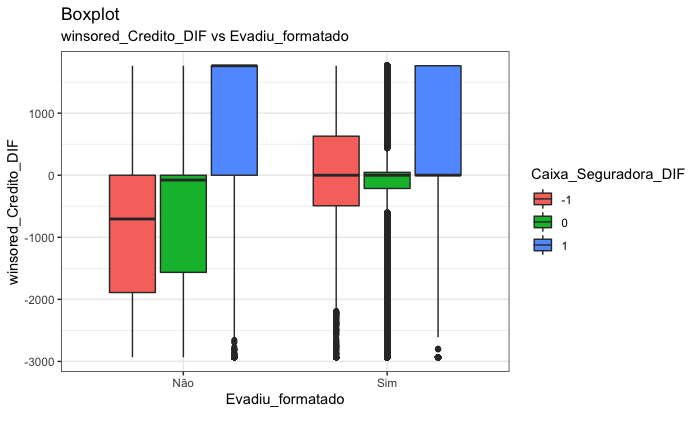 Boxplot
winsored_Credito_DIF vs Evadiu_formatado
winsored_Credito_DIF
1000
0
-1000
-2000
-3000
Não
Sim
Evadiu_formatado
Caixa_Seguradora_DIF
-1
0
1